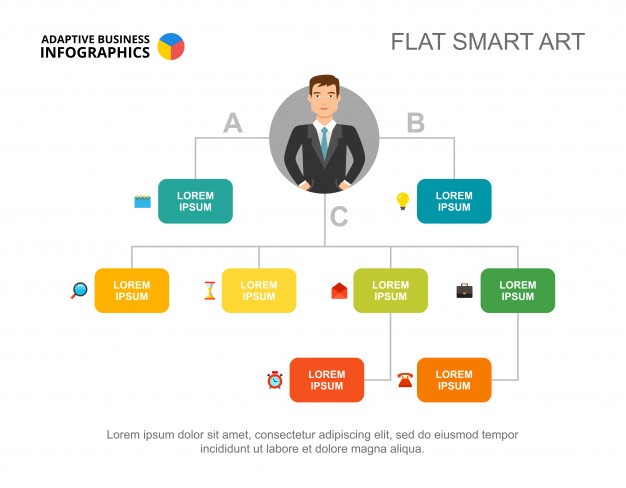 ADAPTIVE BUSINESS
INFOGRAPHICS
FLAT SMART ART
A
B
LOREM
IPSUM
LOREM
IPSUM
C
LOREM
IPSUM
LOREM
IPSUM
LOREM
IPSUM
LOREM
IPSUM
LOREM
IPSUM
LOREM
IPSUM
Lorem ipsum dolor sit amet, consectetur adipiscing elit, sed do eiusmod tempor
incididunt ut labore et dolore magna aliqua.